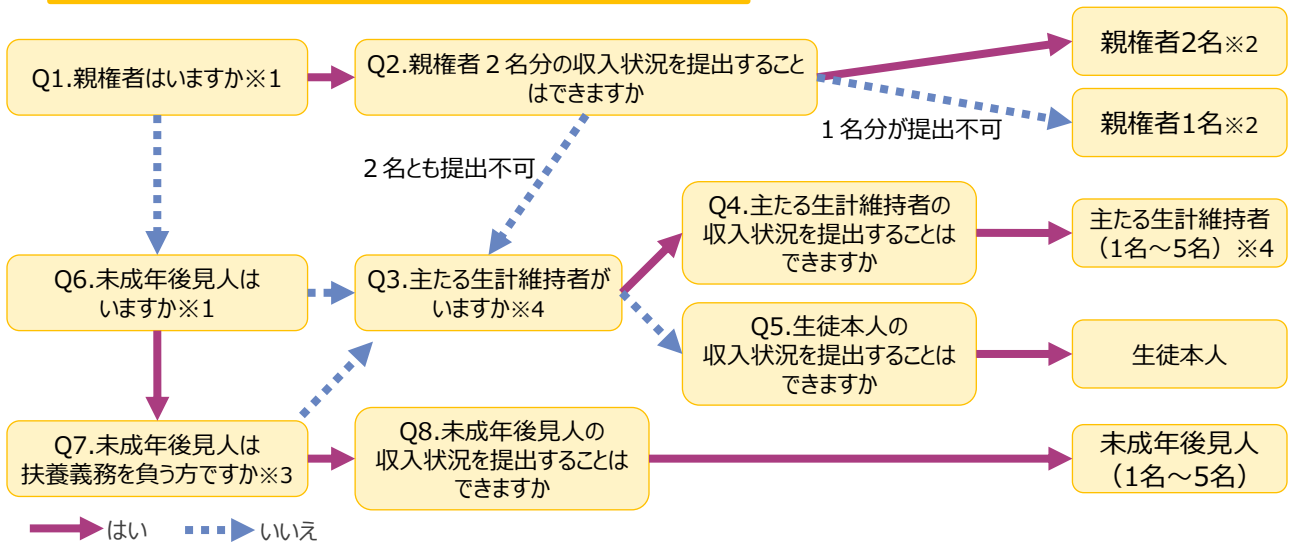 Q1.親権者はいますか※1
Q2.親権者２名分の収入状況を提出すること
はできますか
親権者2名※2
親権者1名※2
１名分が提出不可
２名とも提出不可
Q6.未成年後見人は
いますか※1
Q3.主たる生計維持者が
いますか※4
Q4.主たる生計維持者の
収入状況を提出することは
できますか
主たる生計維持者
（1名～5名）※4
Q5.生徒本人の
収入状況を提出することは
できますか
生徒本人
Q7.未成年後見人は
扶養義務を負う方ですか※3
Q8.未成年後見人の
収入状況を提出することは
できますか
未成年後見人
（1名～5名）
はい
いいえ